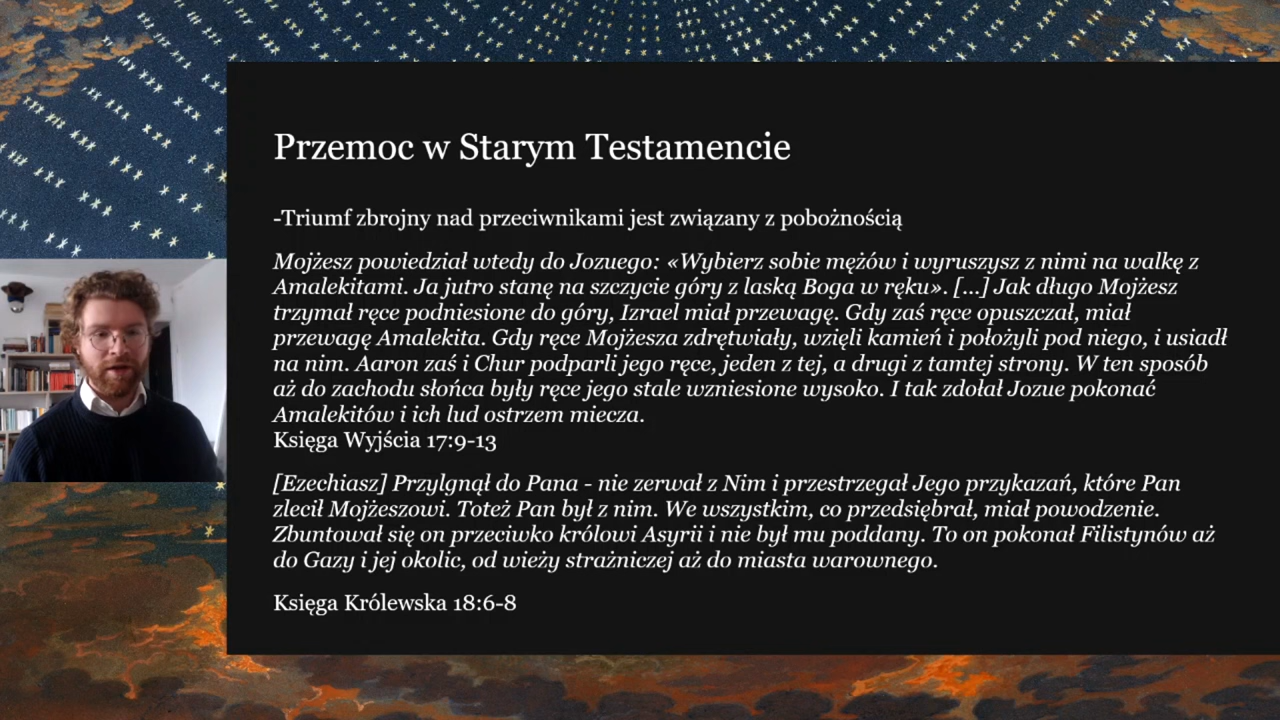 Przemoc w Starym Testamencie
-Triumf zbrojny nad przeciwnikami jest związany z pobożnością
Mojżesz powiedział wtedy do Jozuego: «Wybierz sobie mężów i wyruszysz z nimi na walkę z
Amalekitami. Ja jutro stanę na szczycie góry z laską Boga w ręku». [...] Jak długo Mojżesz
trzymał ręce podniesione do góry, Izrael miał przewagę. Gdy zaś ręce opuszczał, miał
przewagę Amalekita. Gdy ręce Mojżesza zdrętwiały, wzięli kamień i położyli pod niego, i usiadł
na nim. Aaron zaś i Chur podparli jego ręce, jeden z tej, a drugi z tamtej strony. W ten sposób
aż do zachodu słońca były ręce jego stale wzniesione wysoko. I tak zdołał Jozue pokonać
Amalekitów i ich lud ostrzem miecza.
Księga Wyjścia 17:9-13
[Ezechiasz] Przylgnął do Pana - nie zerwał z Nim i przestrzegał Jego przykazań, które Pan
zlecił Mojżeszowi. Toteż Pan był z nim. We wszystkim, co przedsiębrał, miał powodzenie.
Zbuntował się on przeciwko królowi Asyrii i nie był mu poddany. To on pokonał Filistynów aż
do Gazy i jej okolic, od wieży strażniczej aż do miasta warownego.
Księga Królewska 18:6-8